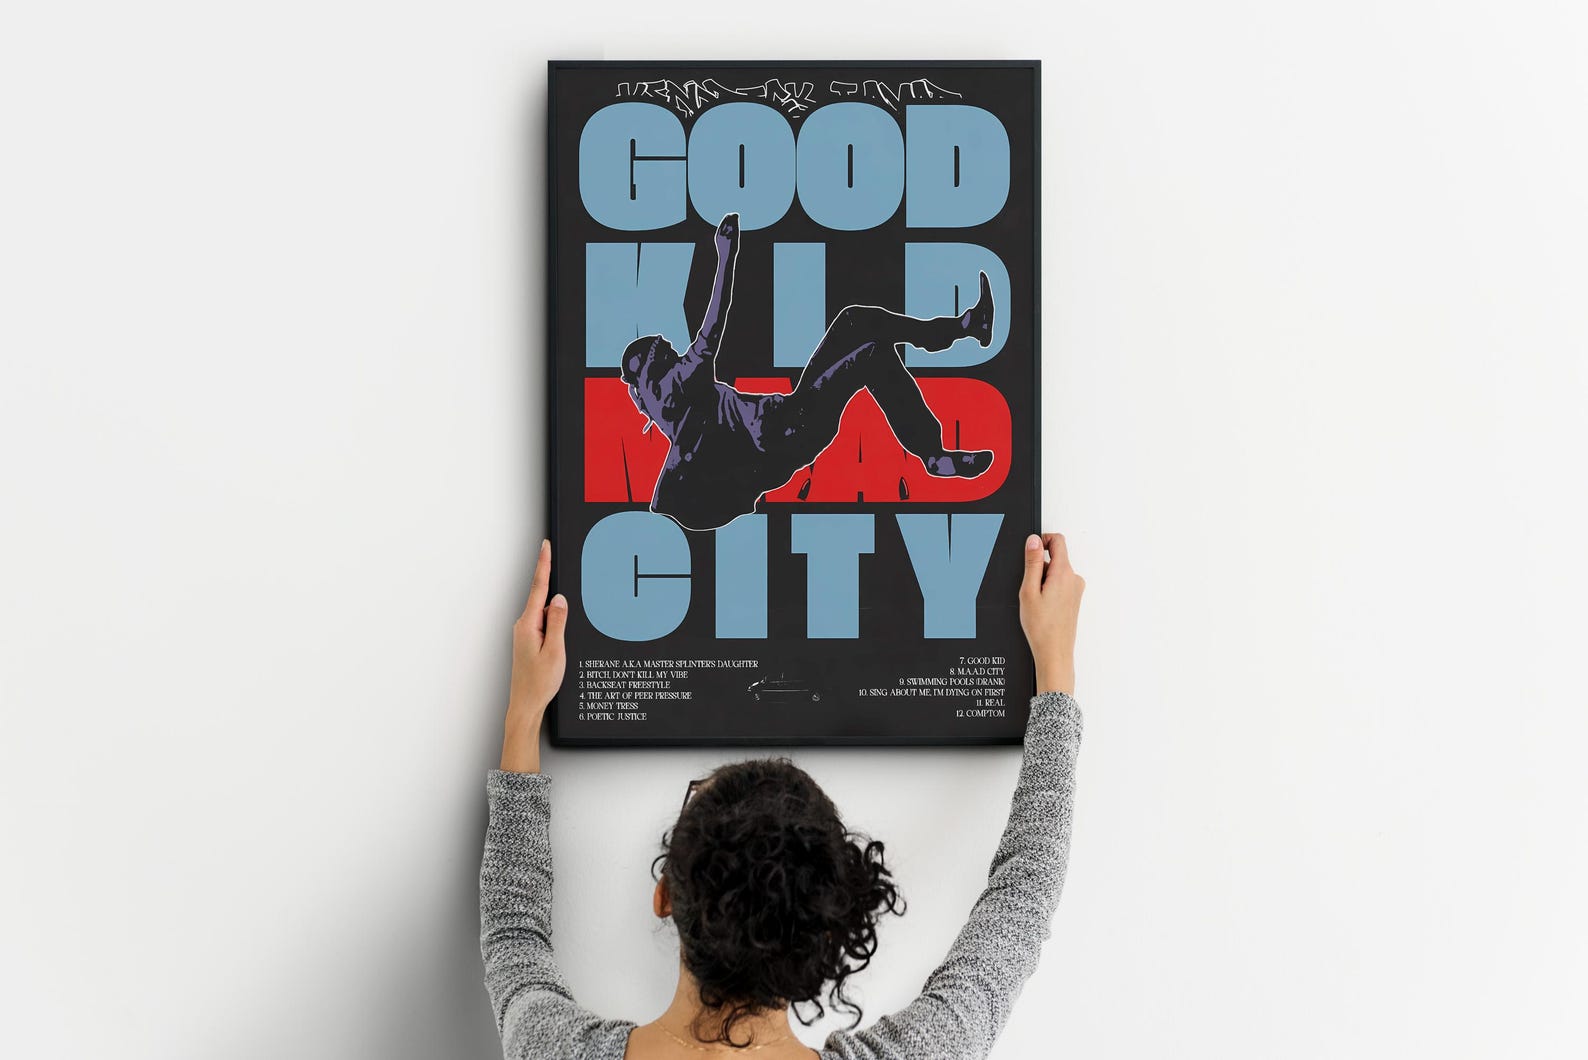 GOOD
KID
MAAD
CITY
1. SHERANE A.K.A MASTER SPLINTER'S DAUGHTER
2. BITCH, DON'T KILL MY VIBE
3. BACKSEAT FREESTYLE
4. THE ART OF PEER PRESSURE
5. MONEY TRESS
6. POETIC JUSTICE
7. GOOD KID
8. M.A.A.D CITY
9. SWIMMING POOLS (DRANK)
10. SING ABOUT ME, I'M DYING ON FIRST
11. REAL
12. COMPTOM